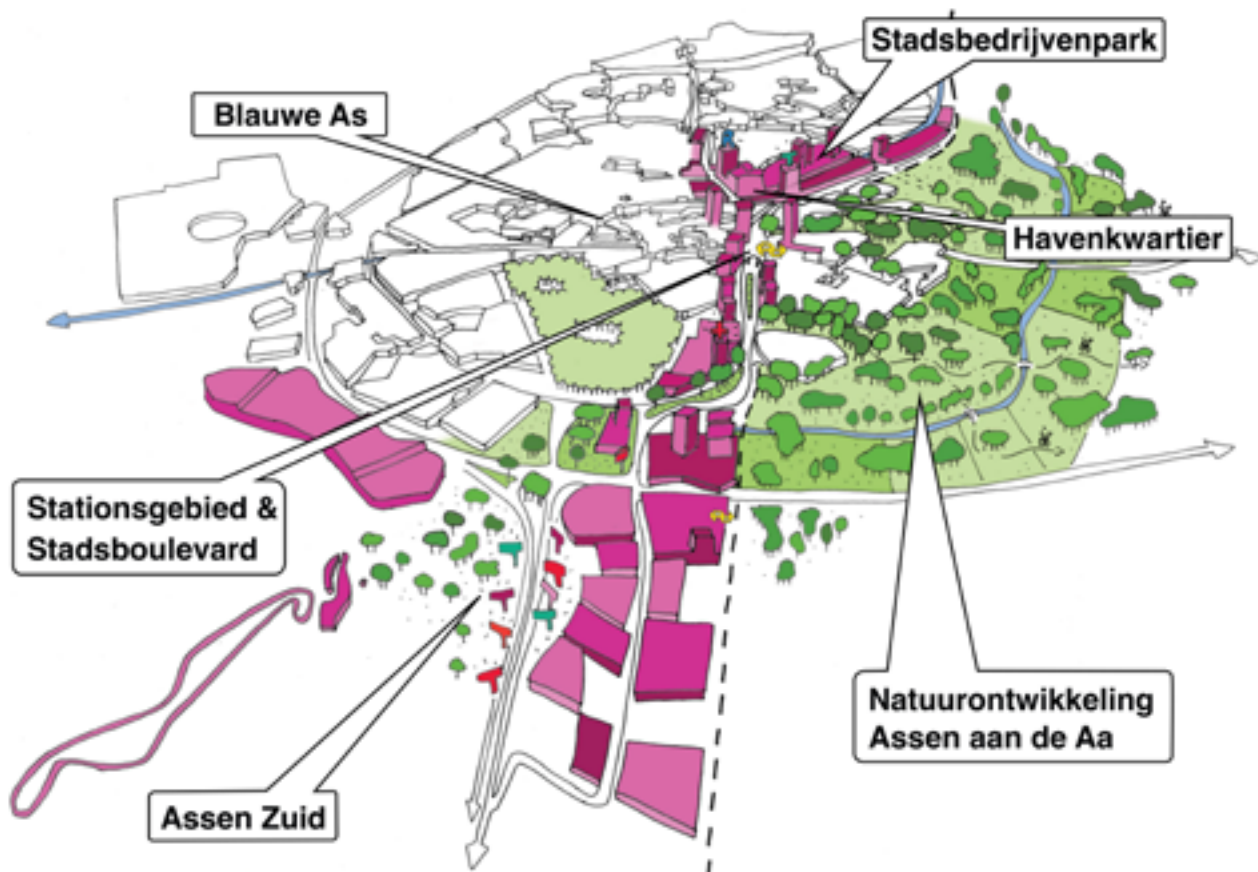 Stadsbedrijvenpark
Blauwe As
Havenkwartier
Stationsgebied &
Stadsboulevard
Natuurontwikkeling
Assen aan de Aa
Assen Zuid